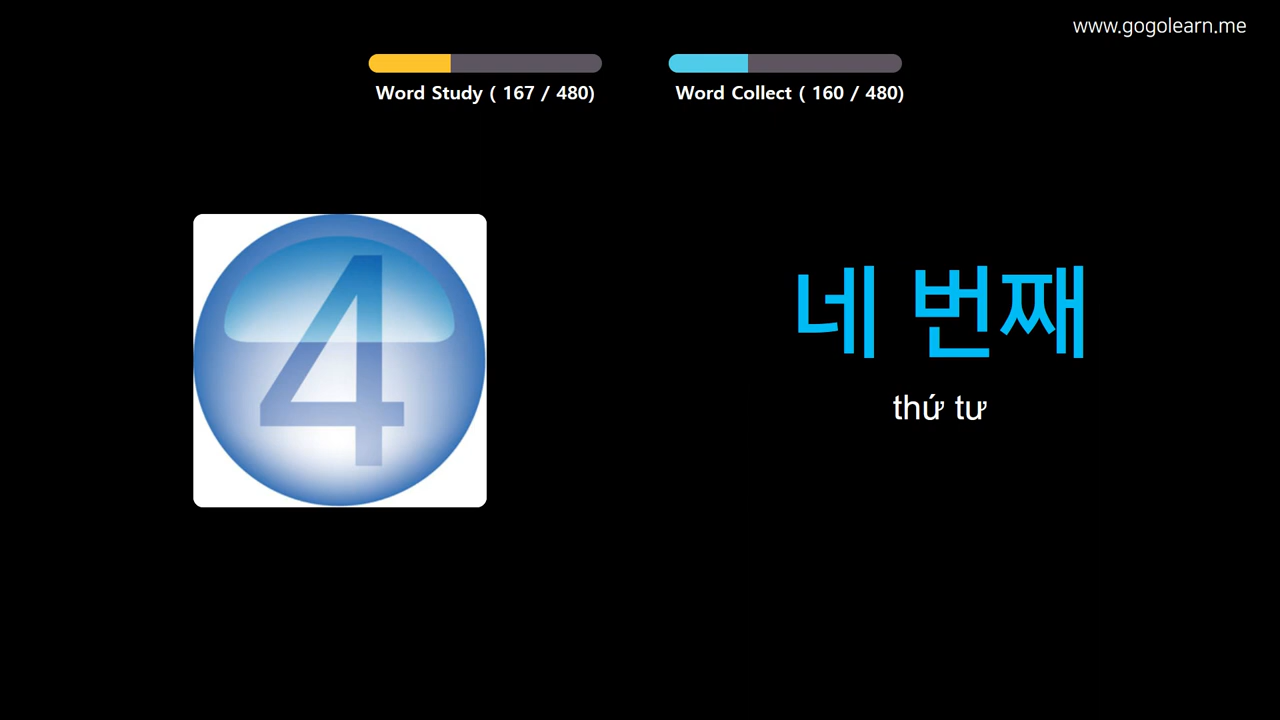 www.gogolearn.me
Word Study ( 167 / 480)
Word Collect ( 160 / 480)
4
네 번째
thứ tư